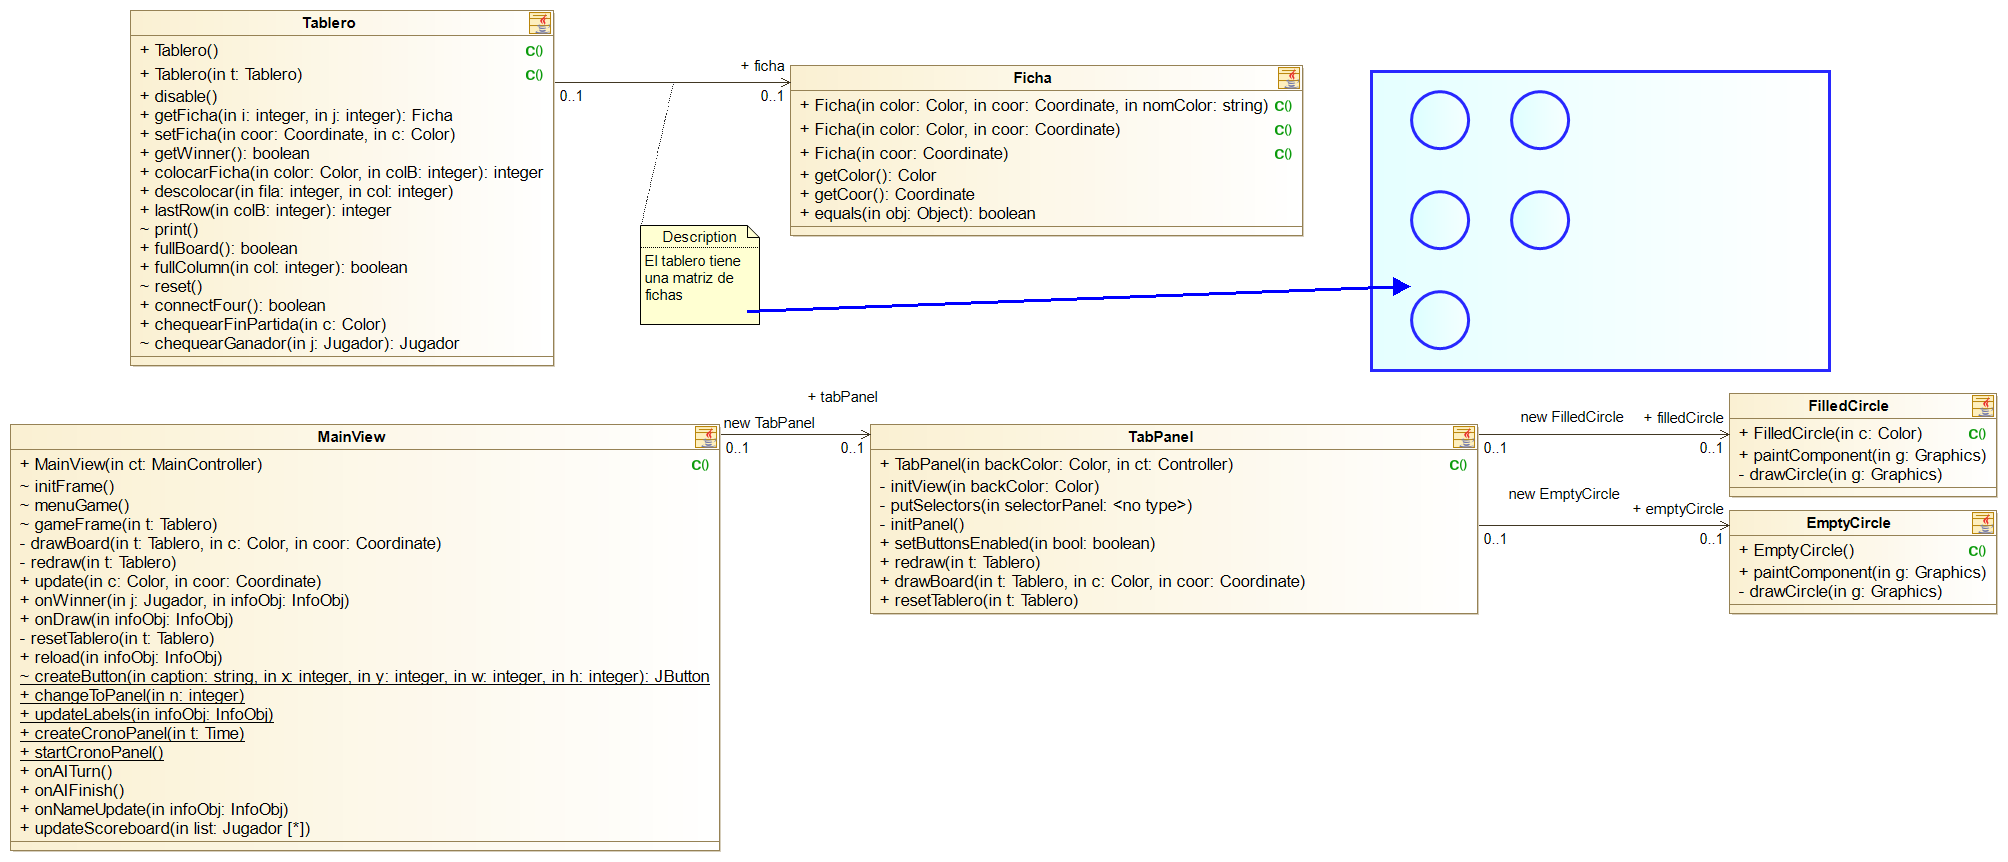 Tablero
+ Tablero() C()
+ Tablero(in t: Tablero) C()
+ disable()
+ getFicha(in i: integer, in j: integer): Ficha
+ setFicha(in coor: Coordinate, in c: Color)
+ getWinner(): boolean
+ colocarFicha(in color: Color, in colB: integer): integer
+ descolocar(in fila: integer, in col: integer)
+ lastRow(in colB: integer): integer
~ print()
+ fullBoard(): boolean
+ fullColumn(in col: integer): boolean
~ reset()
+ connectFour(): boolean
+ chequearFinPartida(in c: Color)
~ chequearGanador(in j: Jugador): Jugador
+ ficha
0..1
0..1
Ficha
+ Ficha(in color: Color, in coor: Coordinate, in nomColor: string) C()
+ Ficha(in color: Color, in coor: Coordinate) C()
+ Ficha(in coor: Coordinate) C()
+ getColor(): Color
+ getCoor(): Coordinate
+ equals(in obj: Object): boolean
Description
El tablero tiene
una matriz de
fichas
MainView
+ MainView(in ct: MainController) C()
~ initFrame()
~ menuGame()
~ gameFrame(in t: Tablero)
- drawBoard(in t: Tablero, in c: Color, in coor: Coordinate)
- redraw(in t: Tablero)
+ update(in c: Color, in coor: Coordinate)
+ onWinner(in j: Jugador, in infoObj: InfoObj)
+ onDraw(in infoObj: InfoObj)
- resetTablero(in t: Tablero)
+ reload(in infoObj: InfoObj)
~ createButton(in caption: string, in x: integer, in y: integer, in w: integer, in h: integer): JButton
+ changeToPanel(in n: integer)
+ updateLabels(in infoObj: InfoObj)
+ createCronoPanel(in t: Time)
+ startCronoPanel()
+ onAITurn()
+ onAIFinish()
+ onNameUpdate(in infoObj: InfoObj)
+ updateScoreboard(in list: Jugador [*])
+ tabPanel
new TabPanel
0..1
0..1
TabPanel
+ TabPanel(in backColor: Color, in ct: Controller) C()
- initView(in backColor: Color)
- putSelectors(in selectorPanel: <no type>)
- initPanel()
+ setButtonsEnabled(in bool: boolean)
+ redraw(in t: Tablero)
+ drawBoard(in t: Tablero, in c: Color, in coor: Coordinate)
+ resetTablero(in t: Tablero)
new FilledCircle
+ filledCircle
0..1
0..1
new EmptyCircle
+ emptyCircle
0..1
0..1
FilledCircle
+ FilledCircle(in c: Color) C()
+ paintComponent(in g: Graphics)
- drawCircle(in g: Graphics)
EmptyCircle
+ EmptyCircle() C()
+ paintComponent(in g: Graphics)
- drawCircle(in g: Graphics)